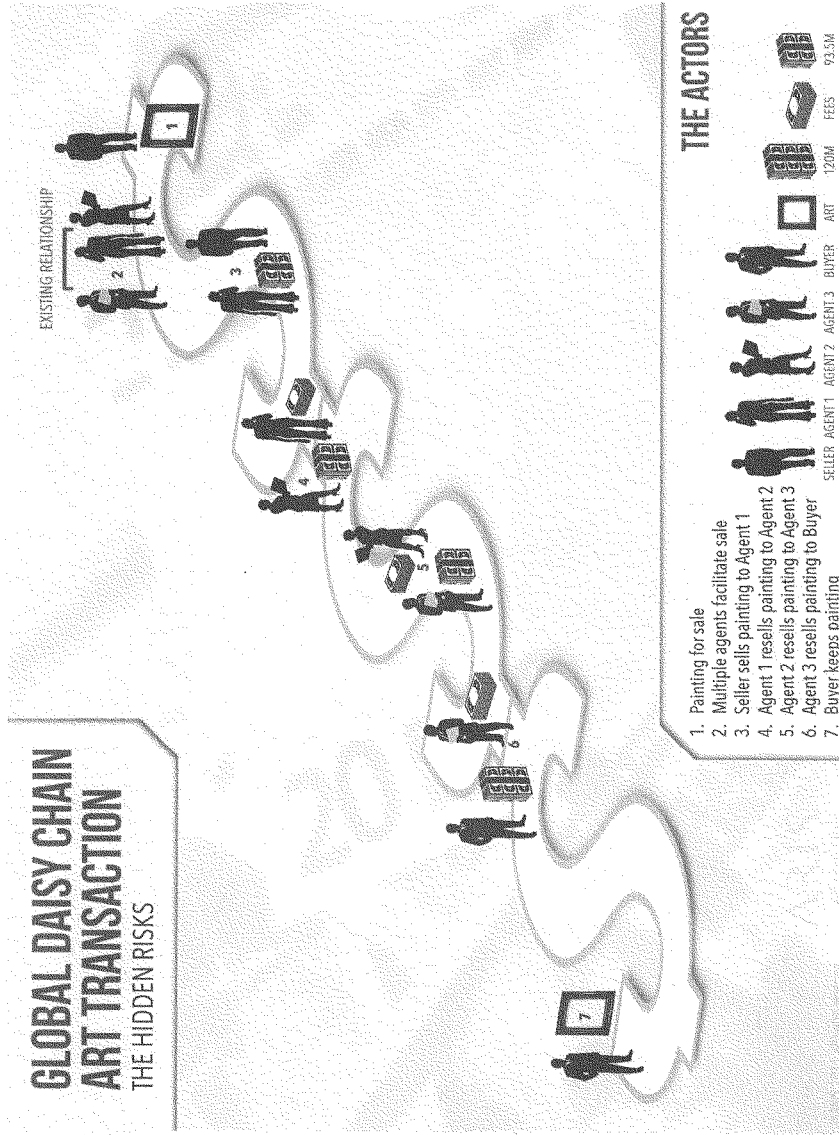 GLOBAL DAISY CHAIN
ART TRANSACTION
THE HIDDEN RISKS
EXISTING RELATIONSHIP
1
2
3
4
5
6
7
1. Painting for sale
2. Multiple agents facilitate sale
3. Seller sells painting to Agent 1
4. Agent 1 resells painting to Agent 2
5. Agent 2 resells painting to Agent 3
6. Agent 3 resells painting to Buyer
7. Buyer keeps painting
THE ACTORS
SELLER AGENT 1 AGENT 2 AGENT 3 BUYER ART 120M FEES 93.5M